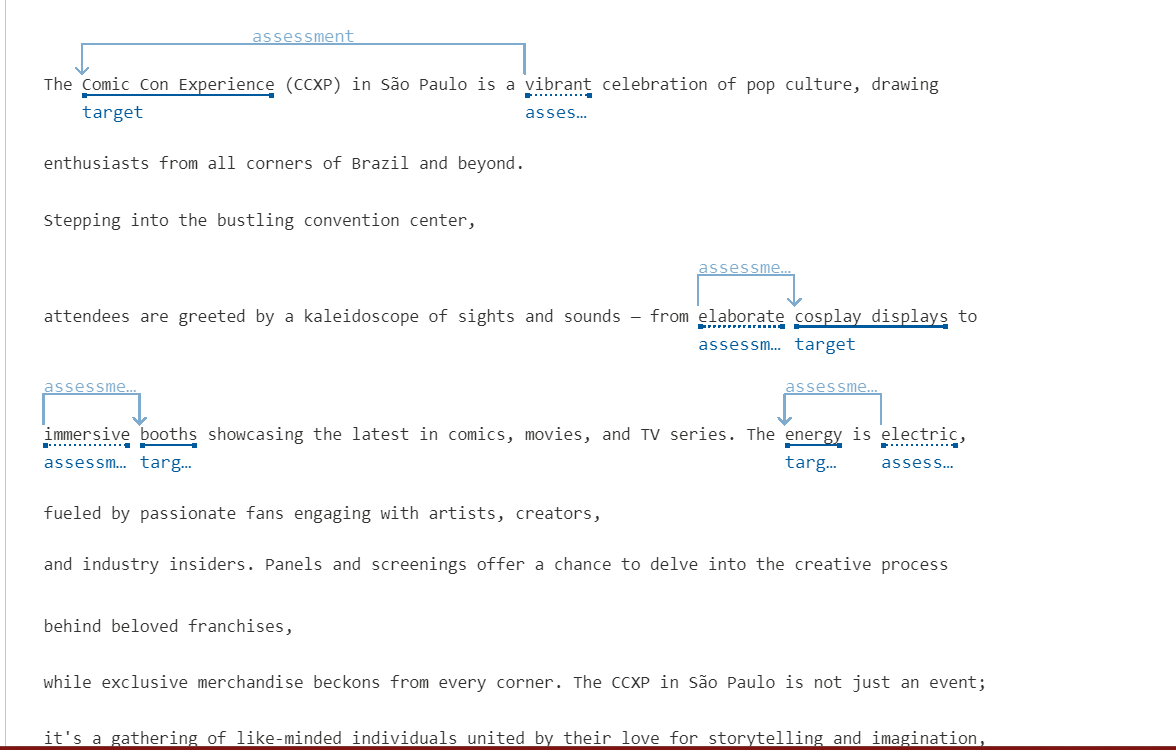 assessment
The Comic Con Experience (CCXP) in São Paulo is a vibrant celebration of pop culture, drawing
target asses…
enthusiasts from all corners of Brazil and beyond.
Stepping into the bustling convention center,
assessme…
attendees are greeted by a kaleidoscope of sights and sounds — from elaborate cosplay displays to
assessm… target
assessme… assessme…
immersive booths showcasing the latest in comics, movies, and TV series. The energy is electric,
assessm… targ… targ… assess…
fueled by passionate fans engaging with artists, creators,
and industry insiders. Panels and screenings offer a chance to delve into the creative process
behind beloved franchises,
while exclusive merchandise beckons from every corner. The CCXP in São Paulo is not just an event;
it's a gathering of like-minded individuals united by their love for storytelling and imagination,